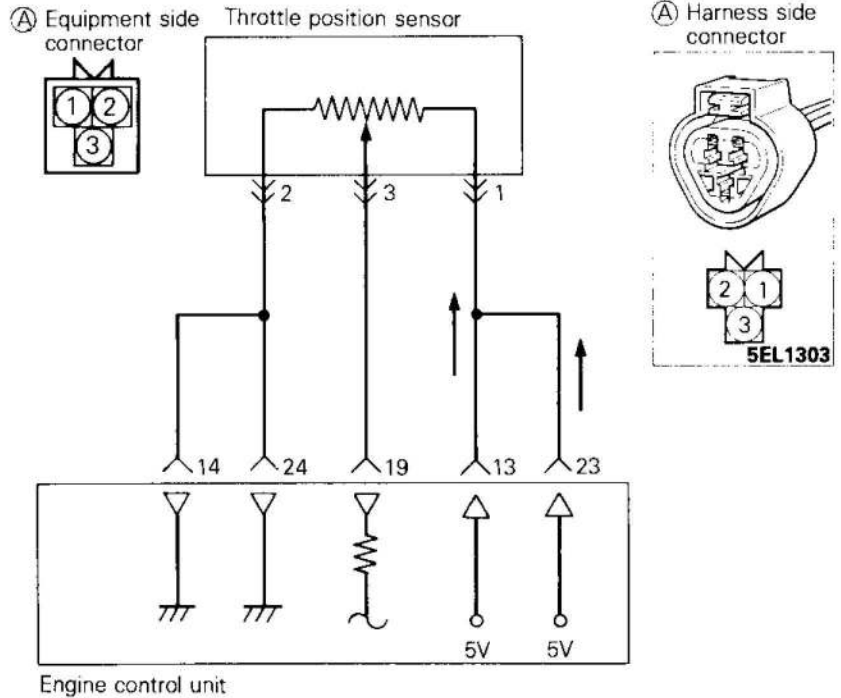 Ⓐ Equipment side connector
Throttle position sensor
Ⓐ Harness side connector
1 2
3
2 3 1
2 1
3
5EL1303
14 24 19 13 23
5V 5V
Engine control unit